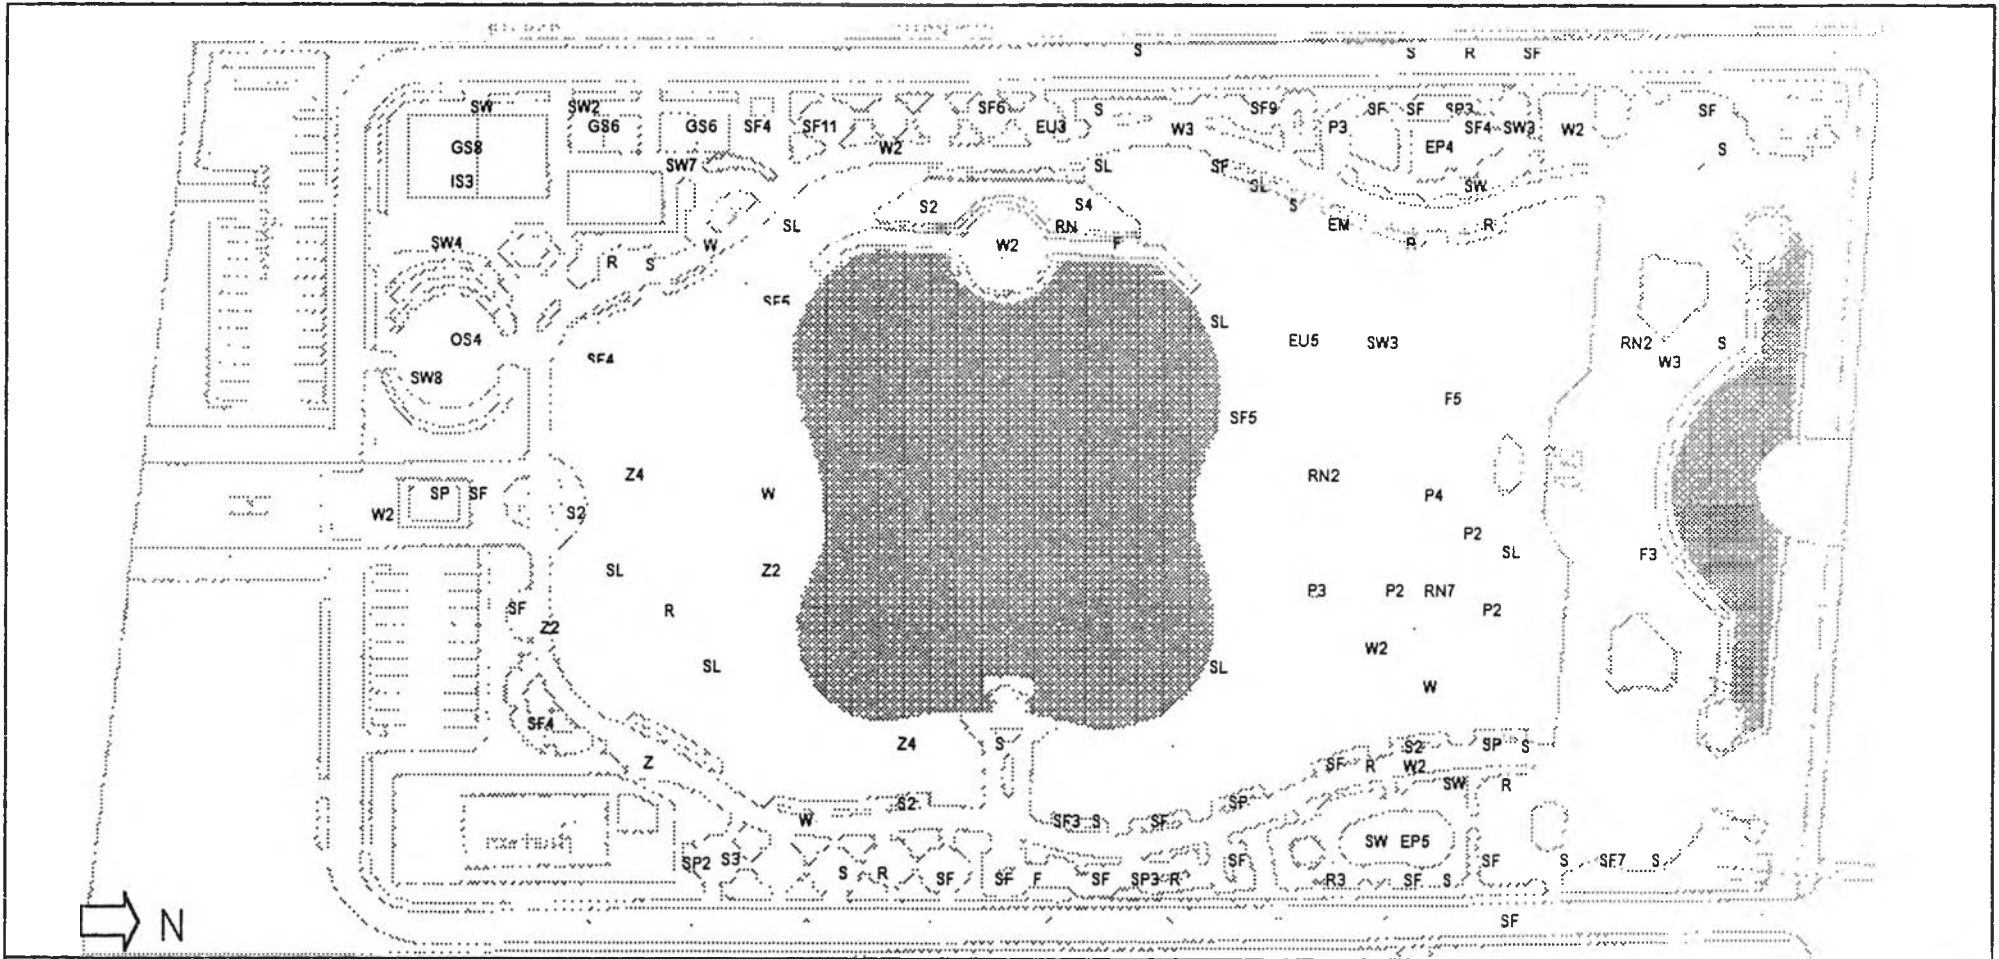 S S R SF
SW SW2 SF6 S SF9 SF SF SP3 SF
GS6 GS6 SF4 SF11 EU3 W3 P3 SF4 SW3 W2
GS8 W2 EP4 S
SW7 SL SF
IS3 SL SW
S2 S4 S
SL RN EM R
SW4 W W2 F R
R S
SF5
SL
OS4 EU5 SW3 RN2 S
SF4 W3
SW8
F5
SF5
Z4 RN2
SP SF W P4
W2 S2
P2
SL F3
SL Z2
P3 P2 RN7
SF R P2
Z2
W2
SL SL
W
SF4
Z4 S S2 SP S
Z SF R W2
SW R
S2 SP
W SF3 S SF
SW EP5
SP2 S3 SF SF S SF7 S
S R SF SF F SF SP3 R R3 SF S
N SF